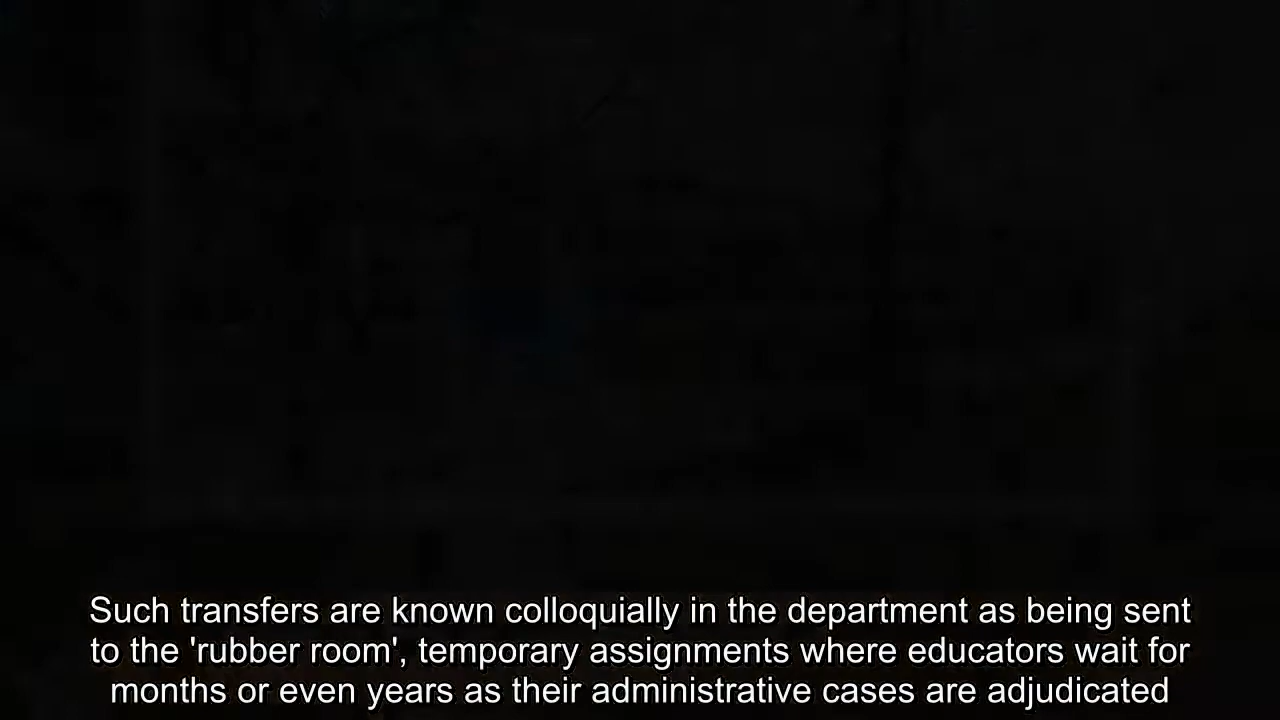 Such transfers are known colloquially in the department as being sent
to the 'rubber room', temporary assignments where educators wait for
months or even years as their administrative cases are adjudicated